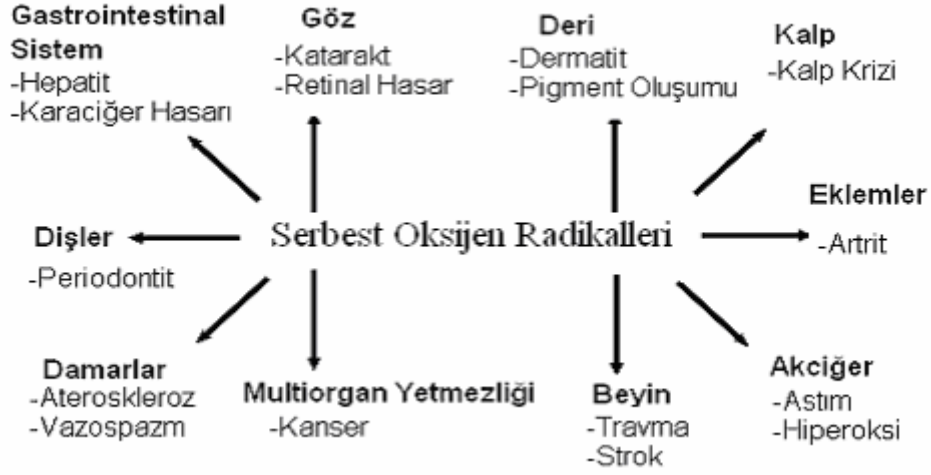 Gastrointestinal
Sistem
-Hepatit
-Karaciğer Hasarı
Göz
-Katarakt
-Retinal Hasar
Deri
-Dermatit
-Pigment Oluşumu
Kalp
-Kalp Krizi
Dişler
-Periodontit
Serbest Oksijen Radikalleri
Eklemler
-Artrit
Damarlar
-Ateroskleroz
-Vazospazm
Multiorgan Yetmezliği
-Kanser
Beyin
-Travma
-Strok
Akciğer
-Astım
-Hiperoksi